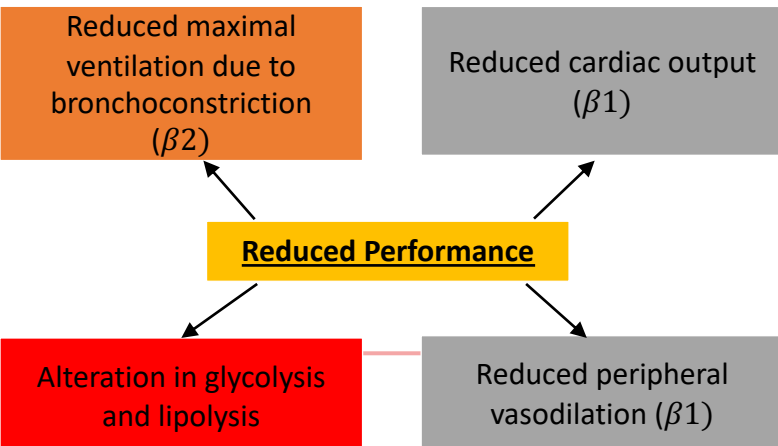 Reduced maximal
ventilation due to
bronchoconstriction
(β2)
Reduced cardiac output
(β1)
Reduced Performance
Alteration in glycolysis
and lipolysis
Reduced peripheral
vasodilation (β1)